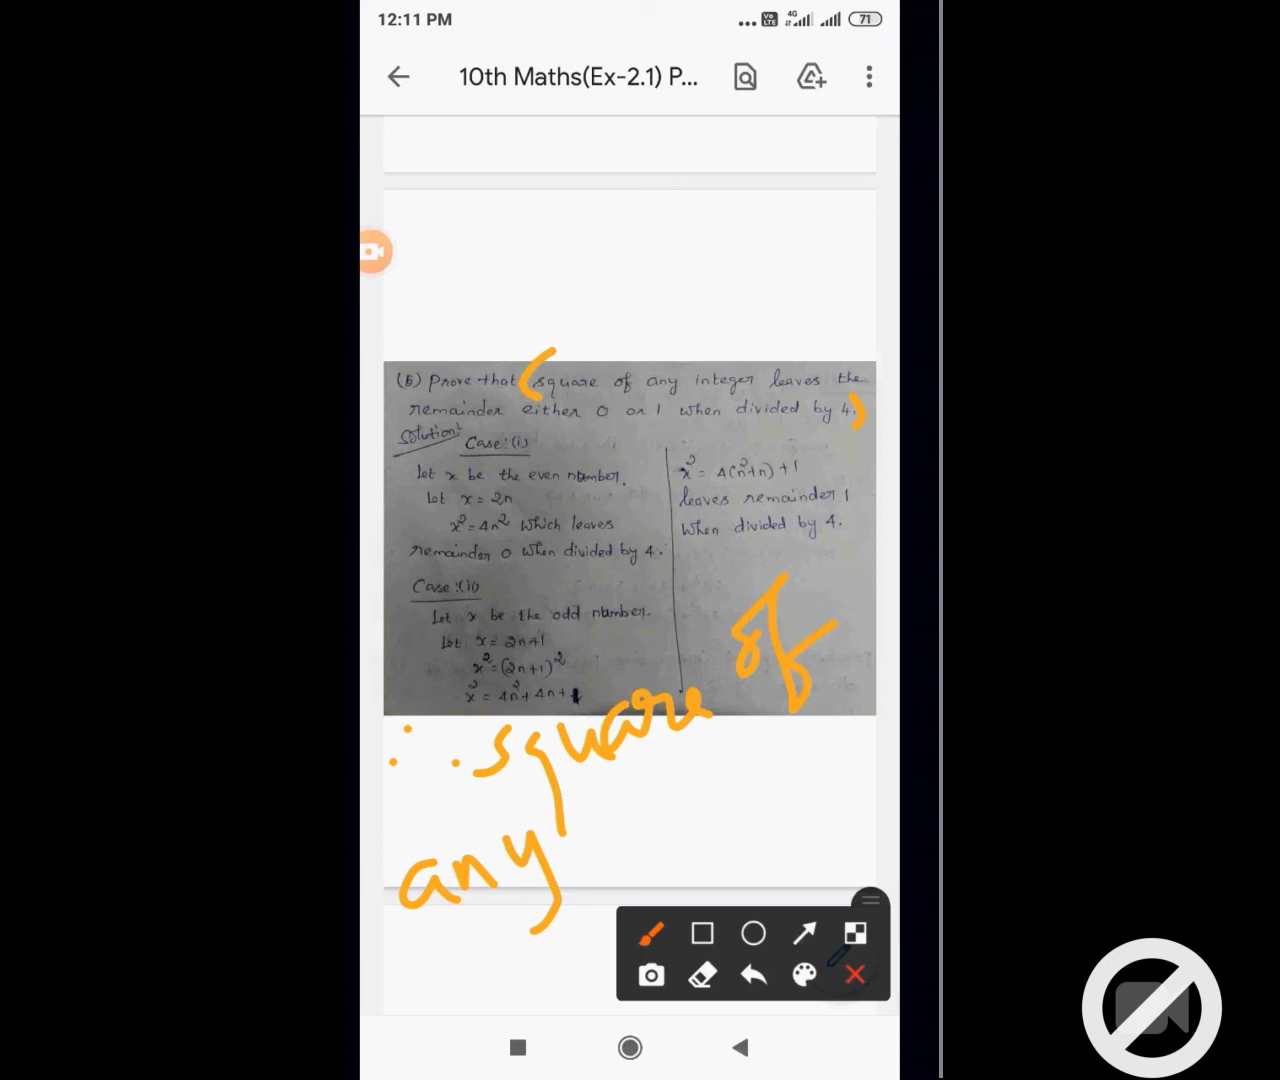 12:11 PM
Vo LTE 4G 71
10th Maths(Ex-2.1) P...
(5) Prove that square of any integer leaves the
remainder either 0 or 1 when divided by 4.
Solution:
Case:(i)
Let x be the even number.
Let x = 2n
x² = 4n² which leaves
remainder 0 when divided by 4.
Case:(ii)
Let x be the odd number.
Let x = 2n+1
x² = (2n+1)²
x² = 4n² + 4n + 1
x² = 4(n²+n)+1
leaves remainder 1
when divided by 4.
∴ square of
any